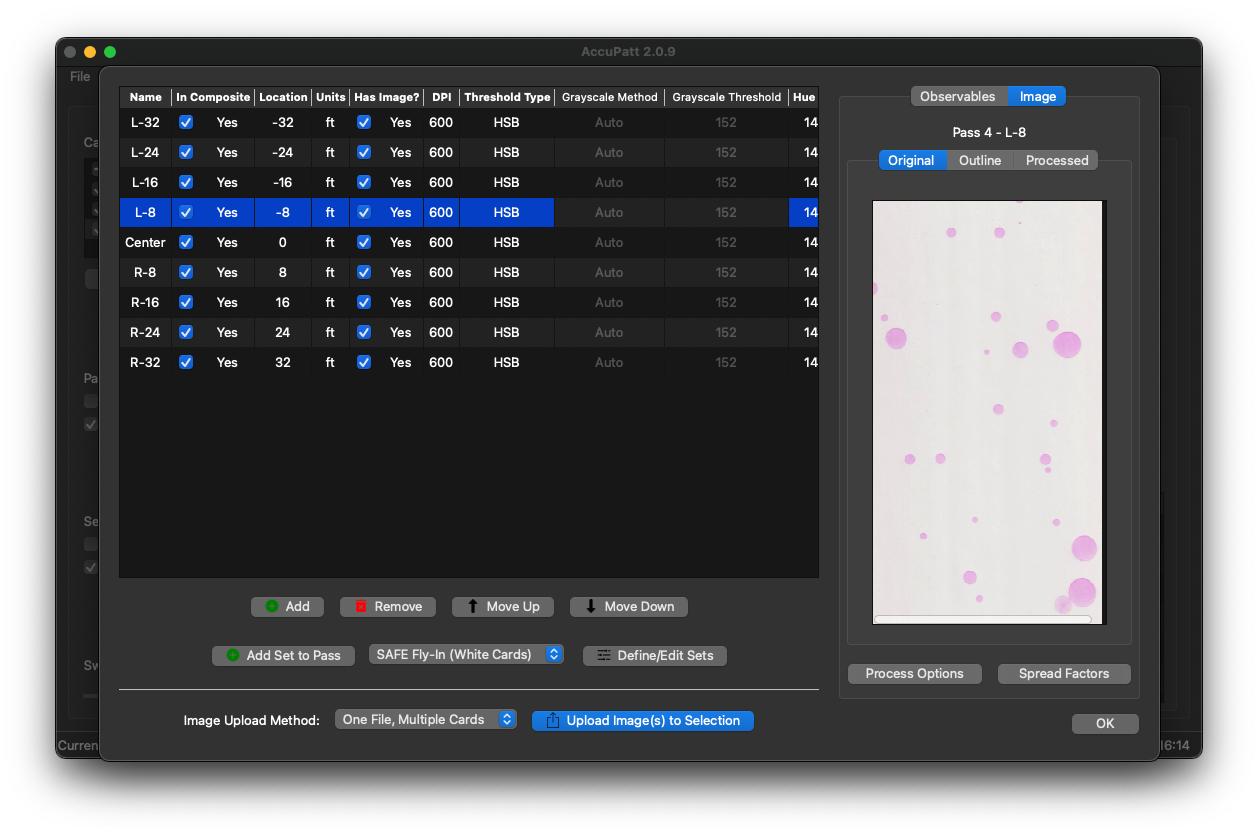 AccuPatt 2.0.9
File
Name In Composite Location Units Has Image? DPI Threshold Type Grayscale Method Grayscale Threshold Hue
L-32 Yes -32 ft Yes 600 HSB Auto 152 14
L-24 Yes -24 ft Yes 600 HSB Auto 152 14
L-16 Yes -16 ft Yes 600 HSB Auto 152 14
L-8 Yes -8 ft Yes 600 HSB Auto 152 14
Center Yes 0 ft Yes 600 HSB Auto 152 14
R-8 Yes 8 ft Yes 600 HSB Auto 152 14
R-16 Yes 16 ft Yes 600 HSB Auto 152 14
R-24 Yes 24 ft Yes 600 HSB Auto 152 14
R-32 Yes 32 ft Yes 600 HSB Auto 152 14
Add Remove Move Up Move Down
Add Set to Pass SAFE Fly-In (White Cards) Define/Edit Sets
Image Upload Method: One File, Multiple Cards Upload Image(s) to Selection
Observables Image
Pass 4 - L-8
Original Outline Processed
Process Options Spread Factors
OK
Ca
Pa
Se
Sw
Curren
16:14